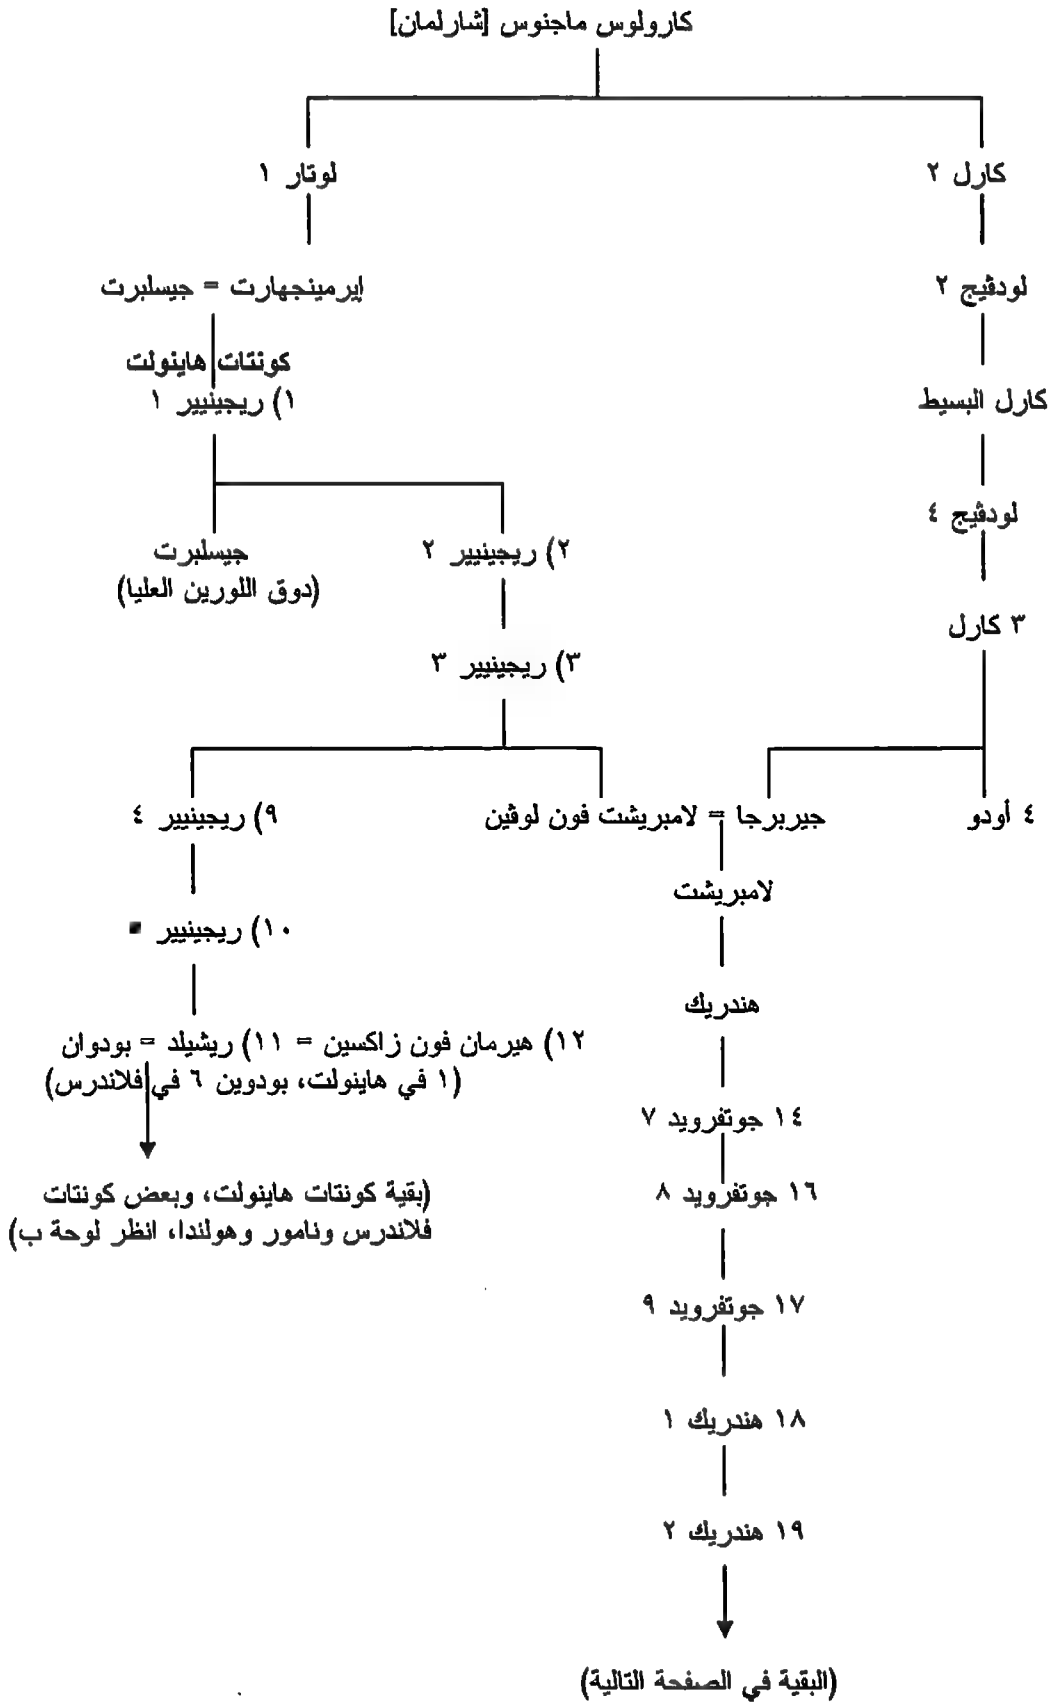 كارولوس ماجنوس [شارلمان]
كارل ٢
لوتار ١
لودڤيج ٢
إيرمينجهارت = جيسلبرت
كونتات هاينولت
كارل البسيط
١) ريجينيير ١
لودڤيج ٤
٢) ريجينيير ٢
جيسلبرت
(دوق اللورين العليا)
٣ كارل
٣) ريجينيير ٣
٤ أودو
جيربرجا = لامبريشت فون لوڤين
٩) ريجينيير ٤
لامبريشت
١٠) ريجينيير
هندريك
١٢) هيرمان فون زاكسين = ١١) ريشيلد = بودوان
(١ في هاينولت، بودوين ٦ في فلاندرس)
١٤ جوتفرويد ٧
(بقية كونتات هاينولت، وبعض كونتات
فلاندرس ونامور وهولندا، انظر لوحة ب)
١٦ جوتفرويد ٨
١٧ جوتفرويد ٩
١٨ هندريك ١
١٩ هندريك ٢
(البقية في الصفحة التالية)